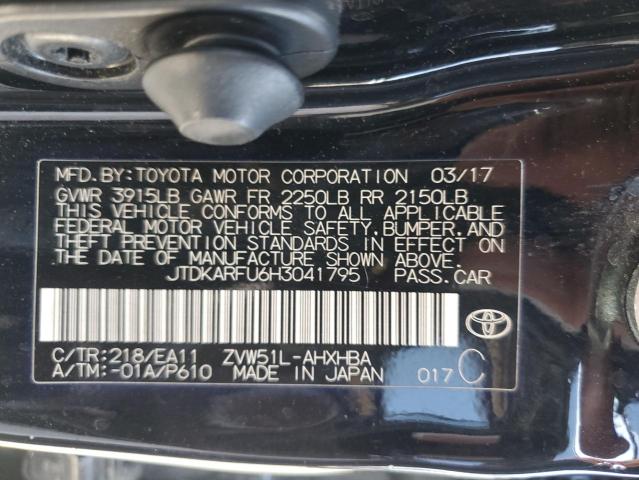 MFD. BY: TOYOTA MOTOR CORPORATION 03/17
GVWR 3915LB GAWR FR 2250LB RR 2150LB
THIS VEHICLE CONFORMS TO ALL APPLICABLE
FEDERAL MOTOR VEHICLE SAFETY, BUMPER, AND
THEFT PREVENTION STANDARDS IN EFFECT ON
THE DATE OF MANUFACTURE SHOWN ABOVE.
JTDKARFU6H3041795 PASS. CAR
C/TR: 218/EA11 ZVW51L-AHXHBA
A/TM: -01A/P610 MADE IN JAPAN 017 C